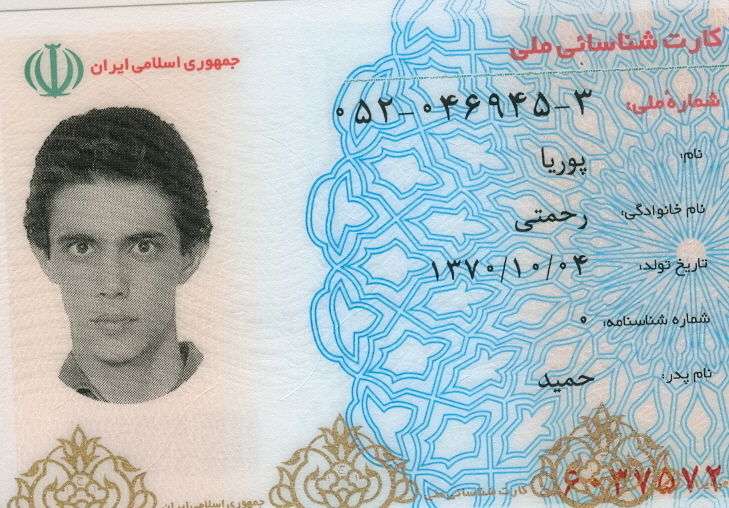 جمهوری اسلامی ایران
کارت شناسائی ملی
شمارهٔ ملی: ۰۵۲-۰۴۶۹۴۵-۳
نام: پوریا
نام خانوادگی: رحمتی
تاریخ تولد: ۱۳۷۰/۱۰/۰۴
شماره شناسنامه: ۰
نام پدر: حمید
جمهوری اسلامی ایران
کارت شناسائی ملی
۶۰۳۷۵۷۲